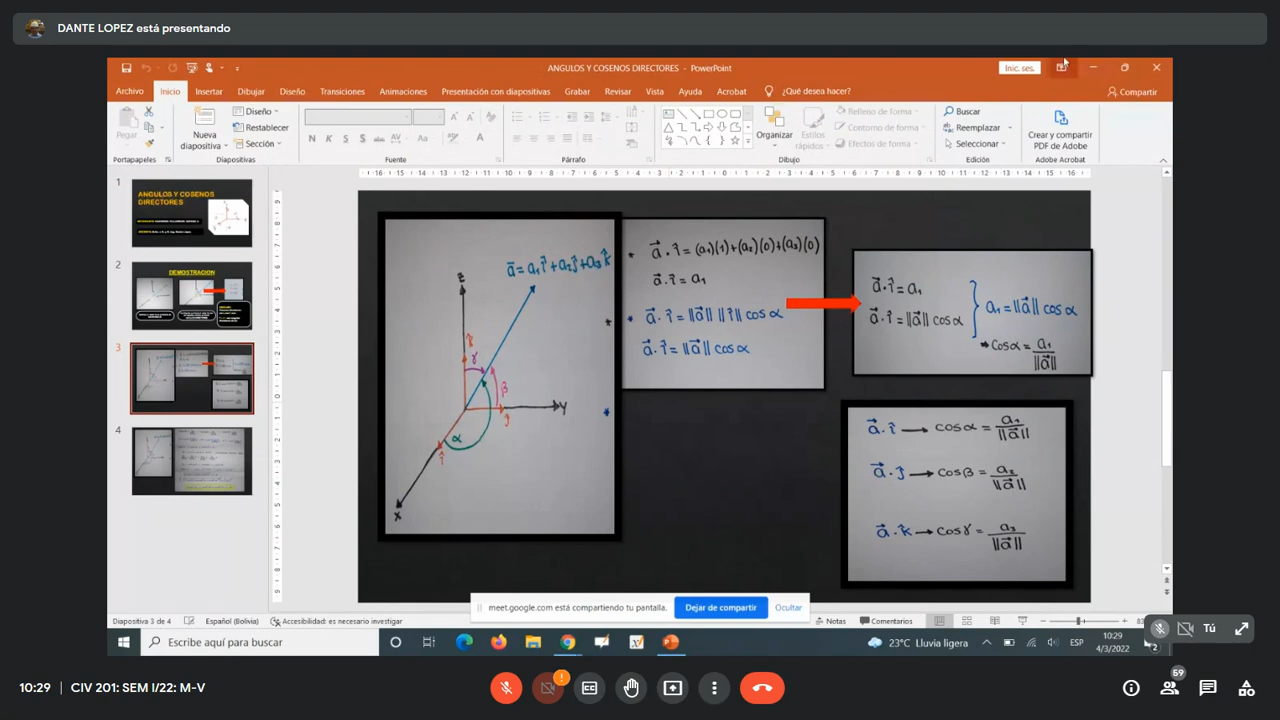 DANTE LOPEZ está presentando
ANGULOS Y COSENOS DIRECTORES - PowerPoint
Inic. ses.
Archivo Inicio Insertar Dibujar Diseño Transiciones Animaciones Presentación con diapositivas Grabar Revisar Vista Ayuda Acrobat ¿Qué desea hacer? Compartir
Pegar
Nueva diapositiva
Diseño
Restablecer
Sección
N K S
Aa
Organizar
Estilos rápidos
Relleno de forma
Contorno de forma
Efectos de forma
Buscar
Reemplazar
Seleccionar
Crear y compartir PDF de Adobe
Portapapeles Diapositivas Fuente Párrafo Dibujo Edición Adobe Acrobat
1
ANGULOS Y COSENOS DIRECTORES
2
DEMOSTRACION
3
4
a⃗ = a₁î + a₂ĵ + a₃k̂
z
k̂
γ
β
y
ĵ
α
î
x
* a⃗ · î = (a₁)(1) + (a₂)(0) + (a₃)(0)
a⃗ · î = a₁
* a⃗ · î = ||a⃗|| ||î|| cos α
a⃗ · î = ||a⃗|| cos α
a⃗ · î = a₁
a⃗ · î = ||a⃗|| cos α } a₁ = ||a⃗|| cos α
→ cos α = a₁ / ||a⃗||
a⃗ · î → cos α = a₁ / ||a⃗||
a⃗ · ĵ → cos β = a₂ / ||a⃗||
a⃗ · k̂ → cos γ = a₃ / ||a⃗||
meet.google.com está compartiendo tu pantalla. Dejar de compartir Ocultar
Diapositiva 3 de 4 Español (Bolivia) Accesibilidad: es necesario investigar Notas Comentarios
Escribe aquí para buscar
23°C Lluvia ligera
ESP
10:29
4/3/2022
2
Tú
10:29 | CIV 201: SEM I/22: M-V
59